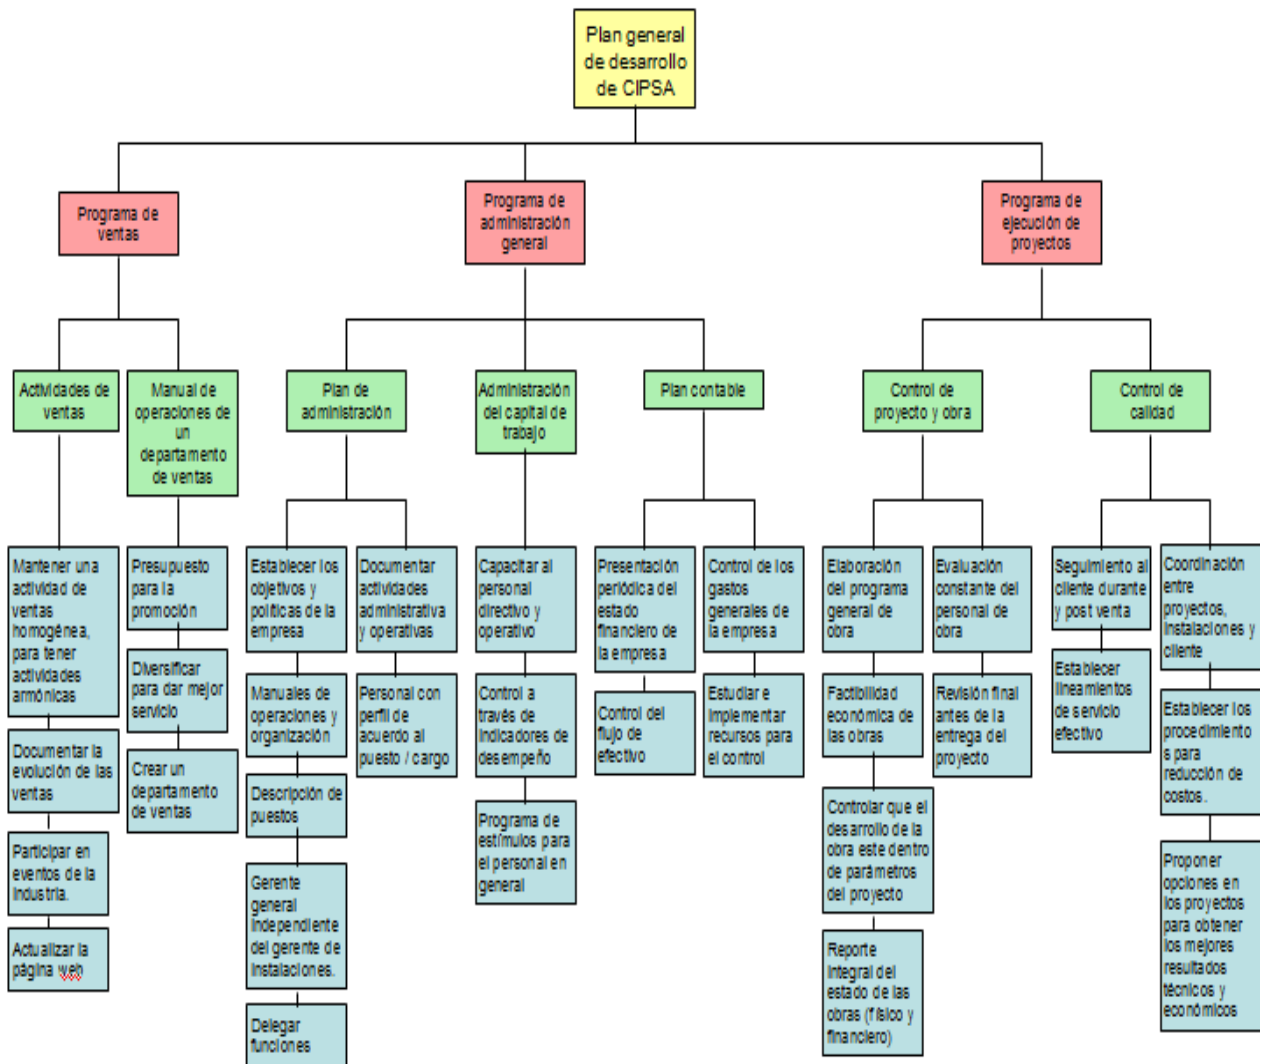 Plan general
de desarrollo
de CIPSA
Programa de
ventas
Programa de
administración
general
Programa de
ejecución de
proyectos
Actividades de
ventas
Manual de
operaciones de
un
departamento
de ventas
Plan de
administración
Administración
del capital de
trabajo
Plan contable
Control de
proyecto y obra
Control de
calidad
Mantener una
actividad de
ventas
homogénea,
para tener
actividades
armónicas
Documentar la
evolución de las
ventas
Participar en
eventos de la
industria.
Actualizar la
página web
Presupuesto
para la
promoción
Diversificar
para dar mejor
servicio
Crear un
departamento
de ventas
Establecer los
objetivos y
políticas de la
empresa
Manuales de
operaciones y
organización
Descripción de
puestos
Gerente
general
independiente
del gerente de
instalaciones.
Delegar
funciones
Documentar
actividades
administrativa
y operativas
Personal con
perfil de
acuerdo al
puesto / cargo
Capacitar al
personal
directivo y
operativo
Control a
través de
indicadores de
desempeño
Programa de
estímulos para
el personal en
general
Presentación
periódica del
estado
financiero de
la empresa
Control del
flujo de
efectivo
Control de los
gastos
generales de
la empresa
Estudiar e
implementar
recursos para
el control
Elaboración
del programa
general de
obra
Factibilidad
económica de
las obras
Controlar que el
desarrollo de la
obra este dentro
de parámetros
del proyecto
Reporte
integral del
estado de las
obras (físico y
financiero)
Evaluación
constante del
personal de
obra
Revisión final
antes de la
entrega del
proyecto
Seguimiento al
cliente durante
y post venta
Establecer
lineamientos
de servicio
efectivo
Coordinación
entre
proyectos,
instalaciones y
cliente
Establecer los
procedimiento
s para
reducción de
costos.
Proponer
opciones en
los proyectos
para obtener
los mejores
resultados
técnicos y
económicos